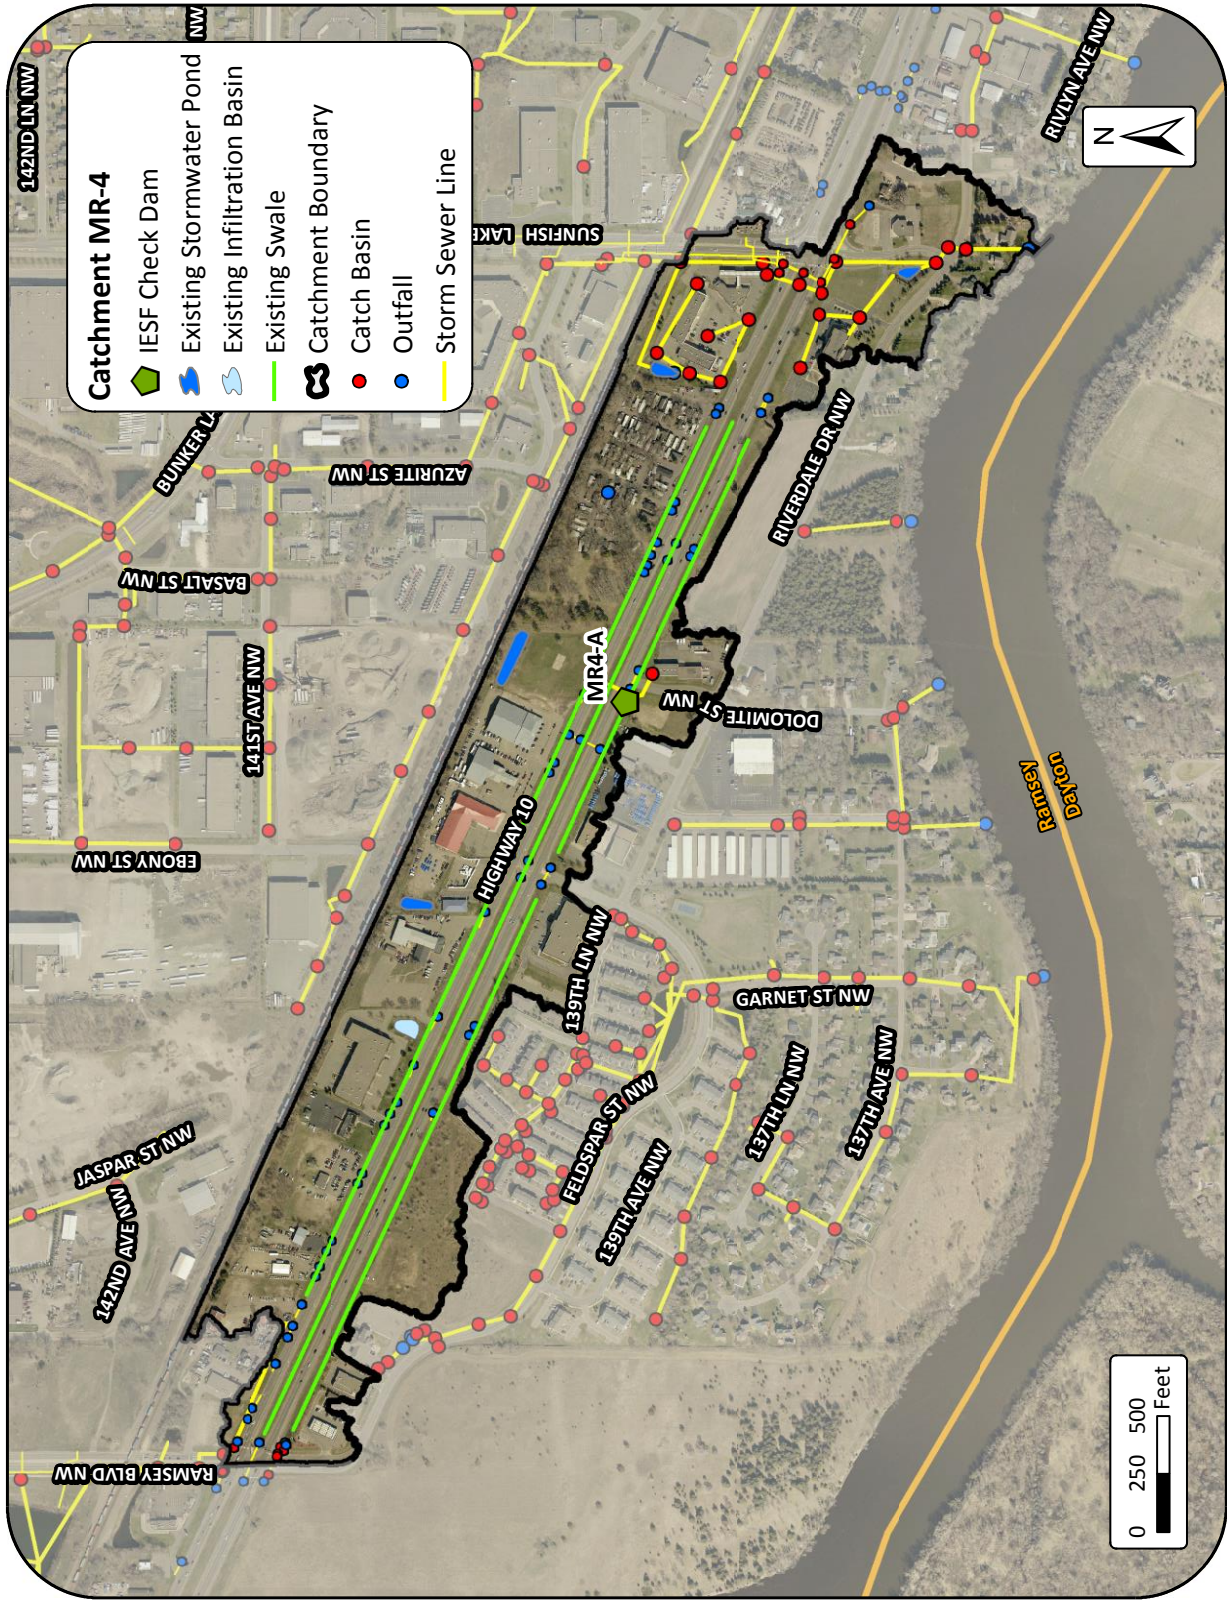 Catchment MR-4
IESF Check Dam
Existing Stormwater Pond
Existing Infiltration Basin
Existing Swale
Catchment Boundary
Catch Basin
Outfall
Storm Sewer Line
142ND LN NW
NW
BUNKER LA
SUNFISH LAKE
AZURITE ST NW
BASALT ST NW
141ST AVE NW
EBONY ST NW
JASPAR ST NW
142ND AVE NW
RAMSEY BLVD NW
HIGHWAY 10
MR4-A
DOLOMITE ST NW
RIVERDALE DR NW
RIVLYN AVE NW
139TH LN NW
GARNET ST NW
FELDSPAR ST NW
139TH AVE NW
137TH LN NW
137TH AVE NW
Ramsey
Dayton
N
0 250 500
Feet